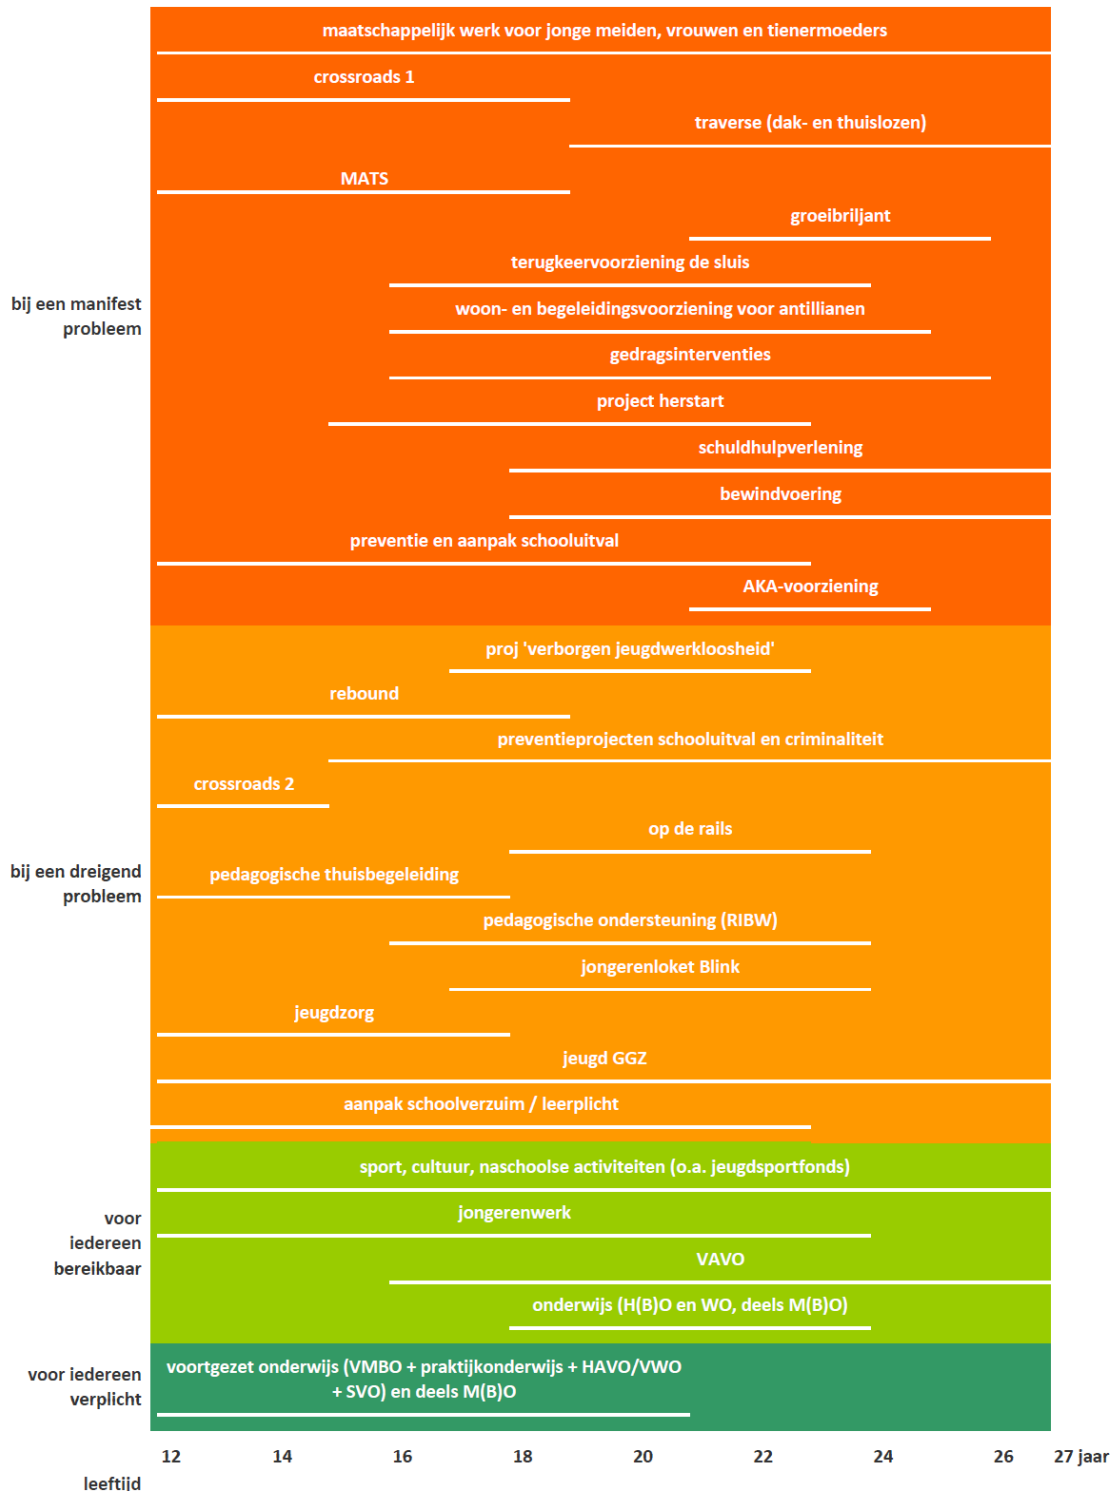 maatschappelijk werk voor jonge meiden, vrouwen en tienermoeders
crossroads 1
traverse (dak- en thuislozen)
MATS
groeibriljant
terugkeervoorziening de sluis
bij een manifest
probleem
woon- en begeleidingsvoorziening voor antillianen
gedragsinterventies
project herstart
schuldhulpverlening
bewindvoering
preventie en aanpak schooluitval
AKA-voorziening
proj 'verborgen jeugdwerkloosheid'
rebound
preventieprojecten schooluitval en criminaliteit
crossroads 2
op de rails
bij een dreigend
probleem
pedagogische thuisbegeleiding
pedagogische ondersteuning (RIBW)
jongerenloket Blink
jeugdzorg
jeugd GGZ
aanpak schoolverzuim / leerplicht
sport, cultuur, naschoolse activiteiten (o.a. jeugdsportfonds)
voor
iedereen
bereikbaar
jongerenwerk
VAVO
onderwijs (H(B)O en WO, deels M(B)O)
voor iedereen
verplicht
voortgezet onderwijs (VMBO + praktijkonderwijs + HAVO/VWO
+ SVO) en deels M(B)O
12 14 16 18 20 22 24 26 27 jaar
leeftijd